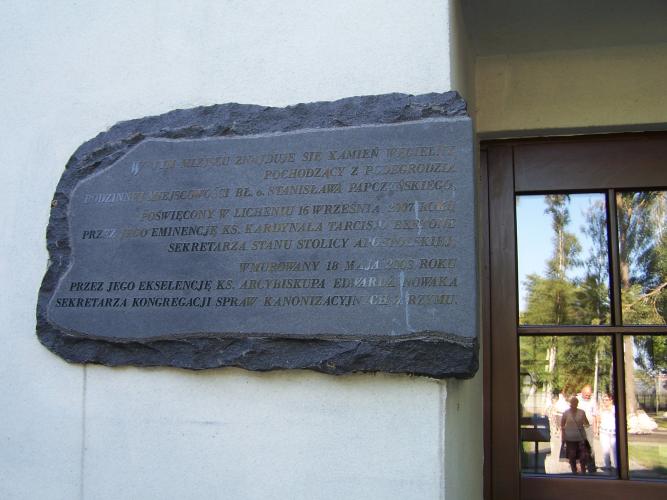 W TYM MIEJSCU ZNAJDUJE SIĘ KAMIEŃ WĘGIELNY
POCHODZĄCY Z PODEGRODZIA
RODZINNEJ MIEJSCOWOŚCI BŁ. o. STANISŁAWA PAPCZYŃSKIEGO,
POŚWIĘCONY W LICHENIU 16 WRZEŚNIA 2007 ROKU
PRZEZ JEGO EMINENCJĘ KS. KARDYNAŁA TARCISIO BERTONE
SEKRETARZA STANU STOLICY APOSTOLSKIEJ,
WMUROWANY 18 MAJA 2008 ROKU
PRZEZ JEGO EKSELENCJĘ KS. ARCYBISKUPA EDWARDA NOWAKA
SEKRETARZA KONGREGACJI SPRAW KANONIZACYJNYCH Z RZYMU.